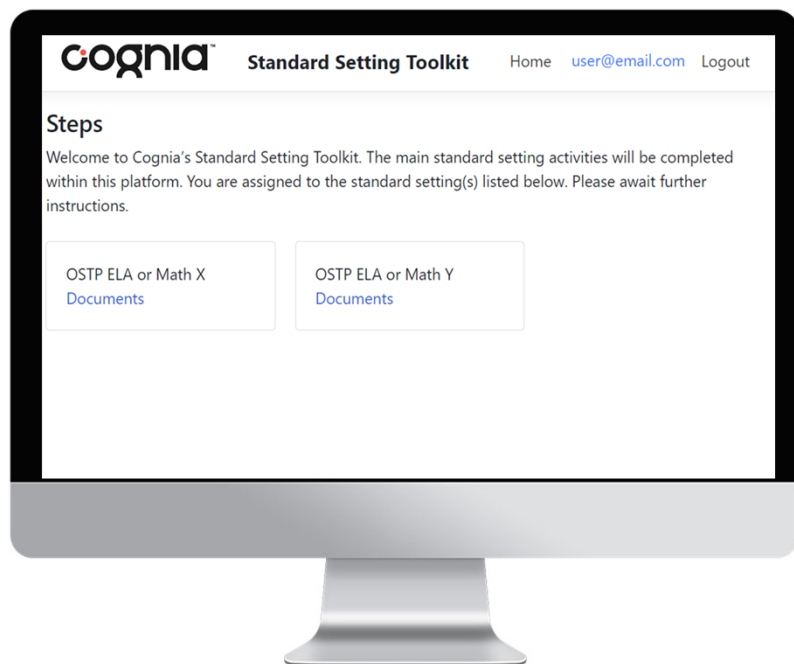 cognia™ Standard Setting Toolkit Home user@email.com Logout
Steps
Welcome to Cognia's Standard Setting Toolkit. The main standard setting activities will be completed
within this platform. You are assigned to the standard setting(s) listed below. Please await further
instructions.
OSTP ELA or Math X
Documents
OSTP ELA or Math Y
Documents